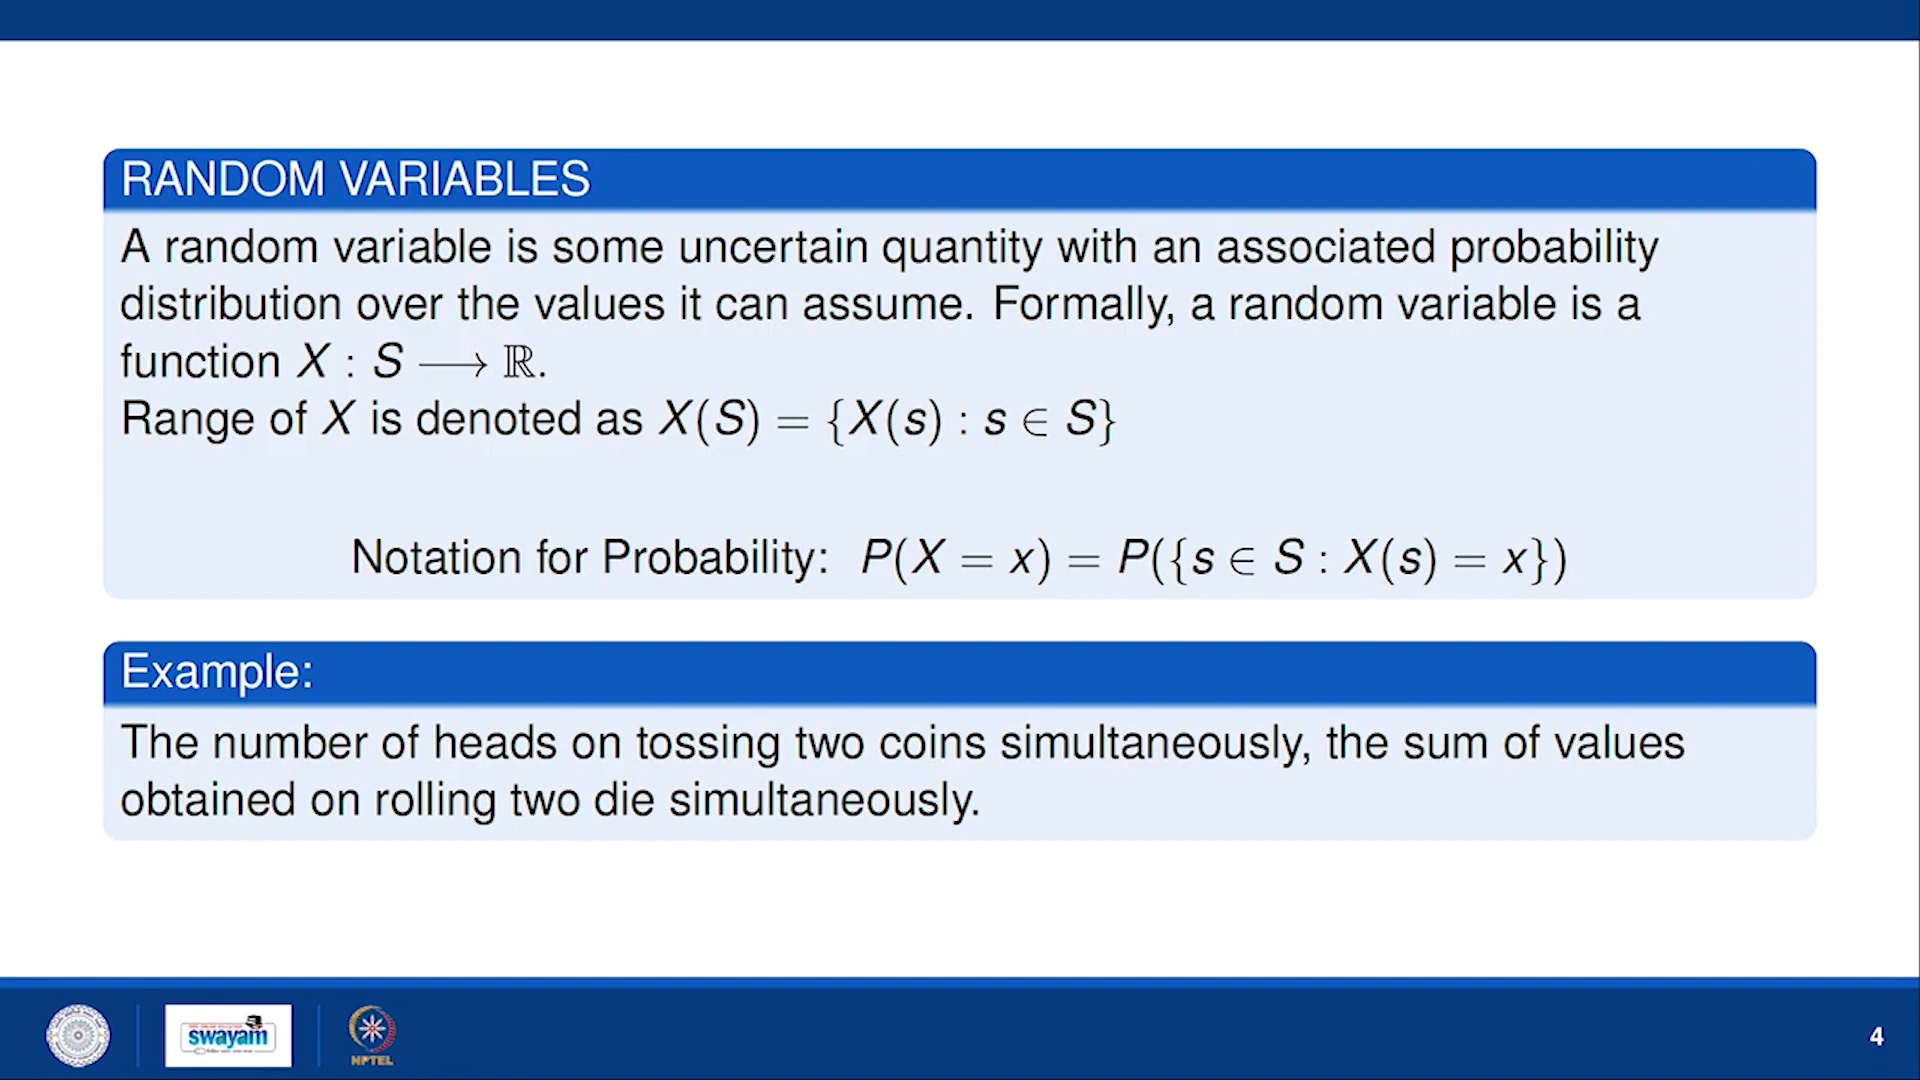 RANDOM VARIABLES
A random variable is some uncertain quantity with an associated probability
distribution over the values it can assume. Formally, a random variable is a
function X : S ⟶ ℝ.
Range of X is denoted as X(S) = {X(s) : s ∈ S}
Notation for Probability: P(X = x) = P({s ∈ S : X(s) = x})
Example:
The number of heads on tossing two coins simultaneously, the sum of values
obtained on rolling two die simultaneously.
swayam
NPTEL
4